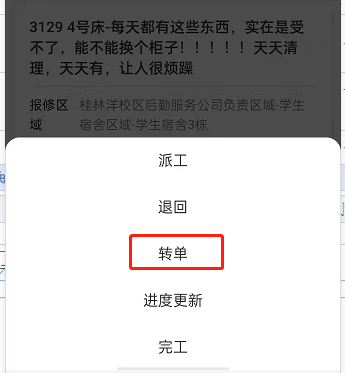 3129 4号床-每天都有这些东西，实在是受
不了，能不能换个柜子！！！！！天天清
理，天天有，让人很烦躁
报修区 桂林洋校区后勤服务公司负责区域-学生
域 宿舍区域-学生宿舍3栋
派工
退回
转单
进度更新
完工